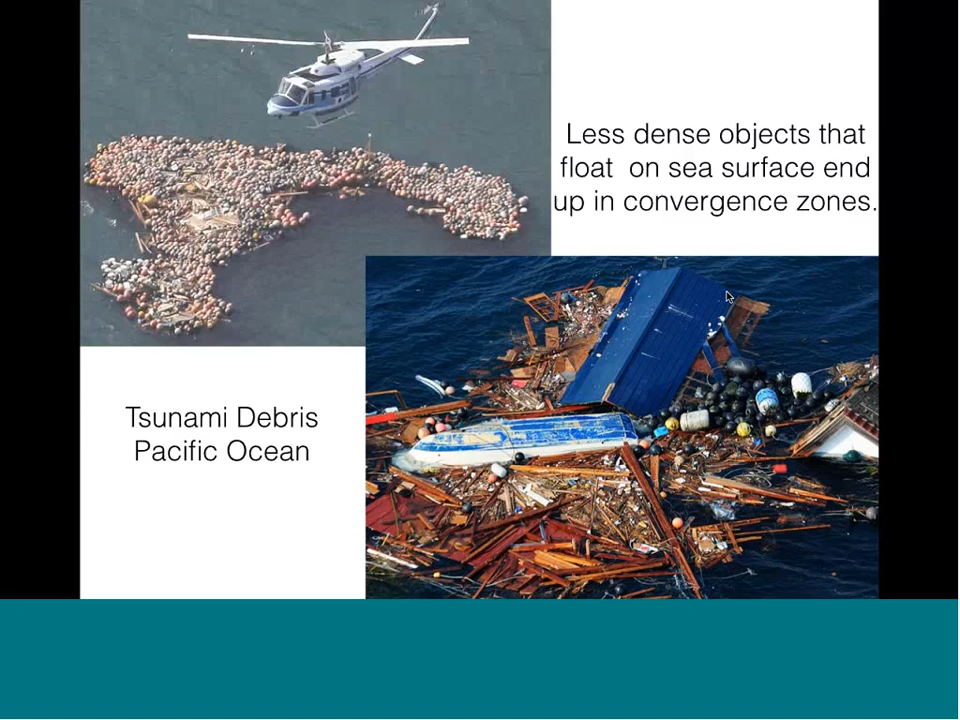 Less dense objects that
float  on sea surface end
up in convergence zones.
Tsunami Debris
Pacific Ocean